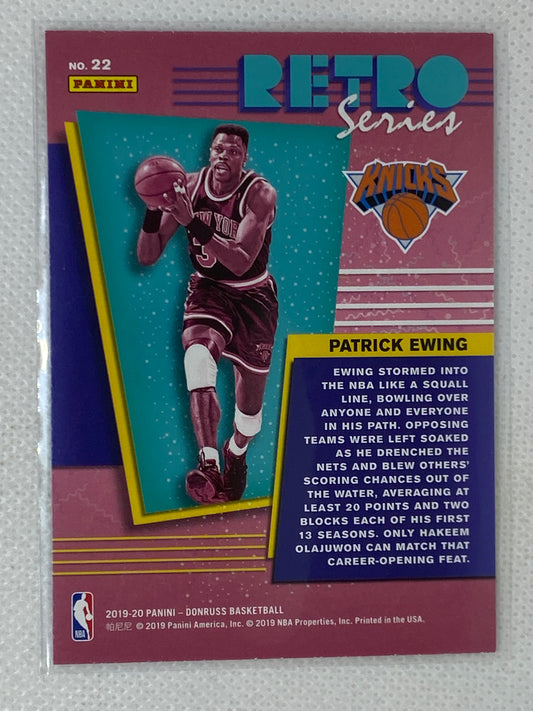 NO. 22
PANINI
RETRO
Series
KNICKS
NEW YORK
3
PATRICK EWING
EWING STORMED INTO
THE NBA LIKE A SQUALL
LINE, BOWLING OVER
ANYONE AND EVERYONE
IN HIS PATH. OPPOSING
TEAMS WERE LEFT SOAKED
AS HE DRENCHED THE
NETS AND BLEW OTHERS'
SCORING CHANCES OUT OF
THE WATER, AVERAGING AT
LEAST 20 POINTS AND TWO
BLOCKS EACH OF HIS FIRST
13 SEASONS. ONLY HAKEEM
OLAJUWON CAN MATCH THAT
CAREER-OPENING FEAT.
NBA
2019-20 PANINI – DONRUSS BASKETBALL
帕尼尼 © 2019 Panini America, Inc. © 2019 NBA Properties, Inc. Printed in the USA.